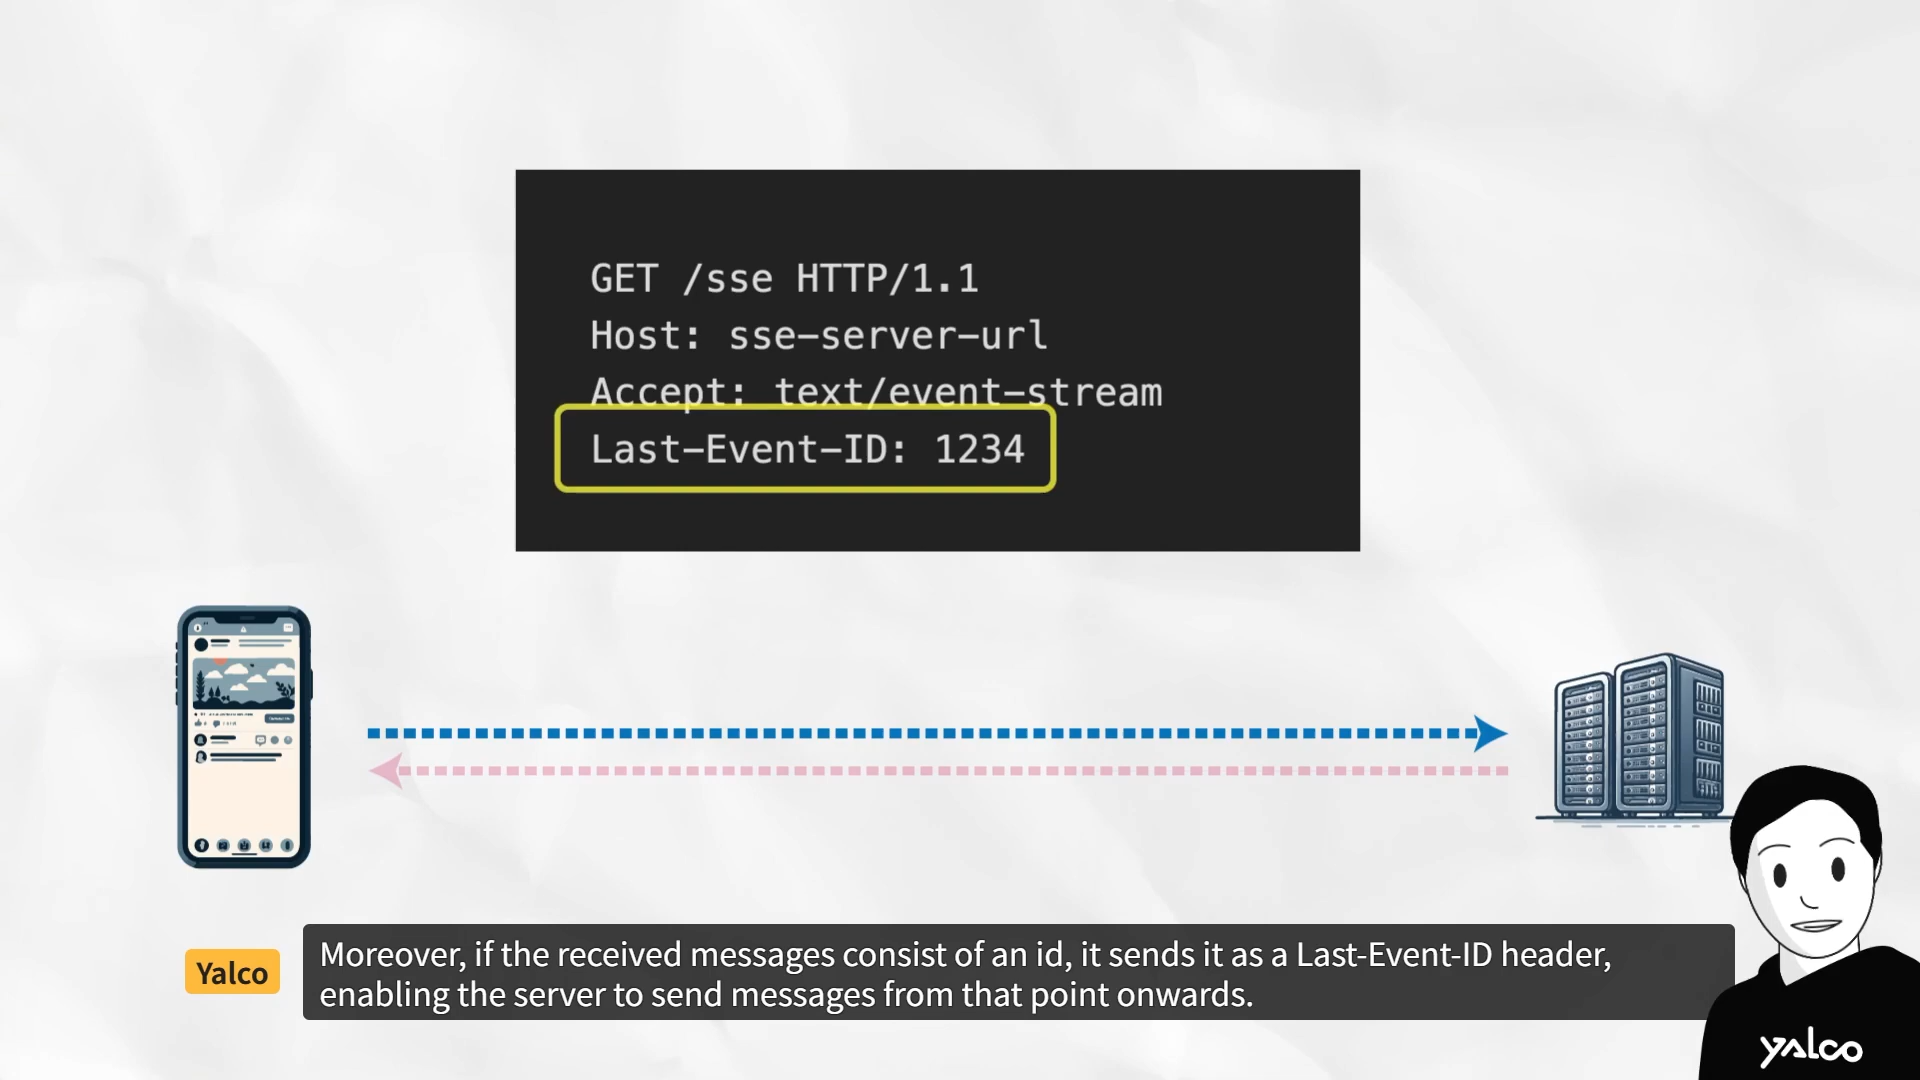 GET /sse HTTP/1.1
Host: sse-server-url
Accept: text/event-stream
Last-Event-ID: 1234
Yalco
Moreover, if the received messages consist of an id, it sends it as a Last-Event-ID header,
enabling the server to send messages from that point onwards.
yalco